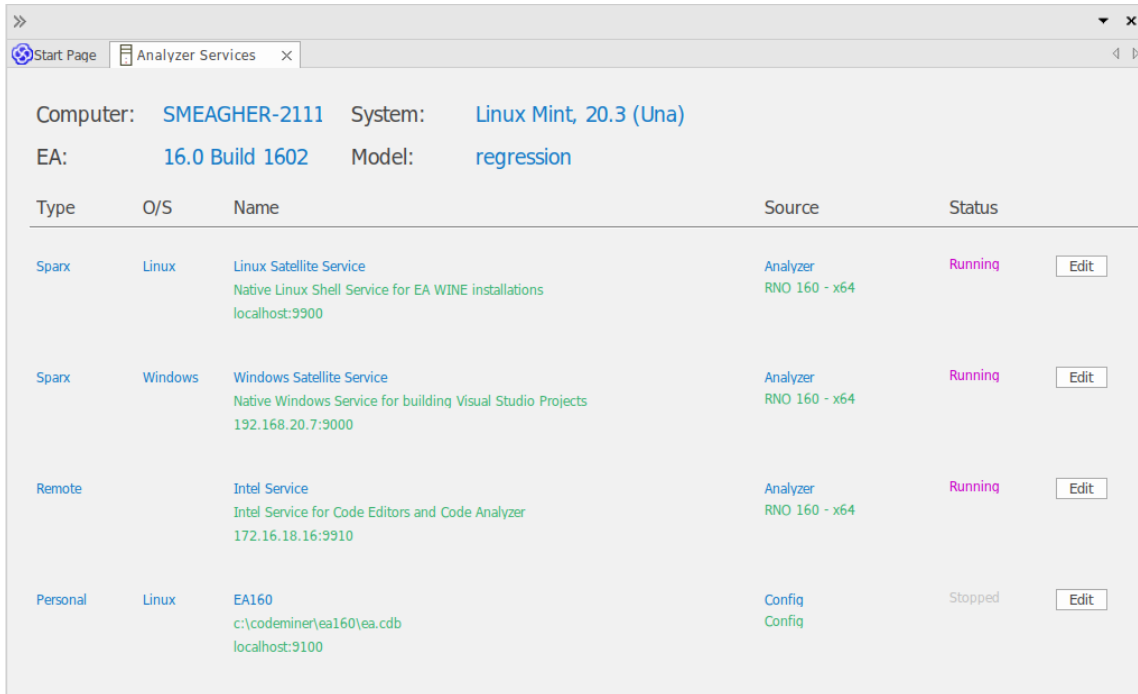 Start Page Analyzer Services
Computer: SMEAGHER-2111 System: Linux Mint, 20.3 (Una)
EA: 16.0 Build 1602 Model: regression
Type O/S Name Source Status
Sparx Linux Linux Satellite Service Analyzer Running Edit
Native Linux Shell Service for EA WINE installations RNO 160 - x64
localhost:9900
Sparx Windows Windows Satellite Service Analyzer Running Edit
Native Windows Service for building Visual Studio Projects RNO 160 - x64
192.168.20.7:9000
Remote Intel Service Analyzer Running Edit
Intel Service for Code Editors and Code Analyzer RNO 160 - x64
172.16.18.16:9910
Personal Linux EA160 Config Stopped Edit
c:\codeminer\ea160\ea.cdb Config
localhost:9100